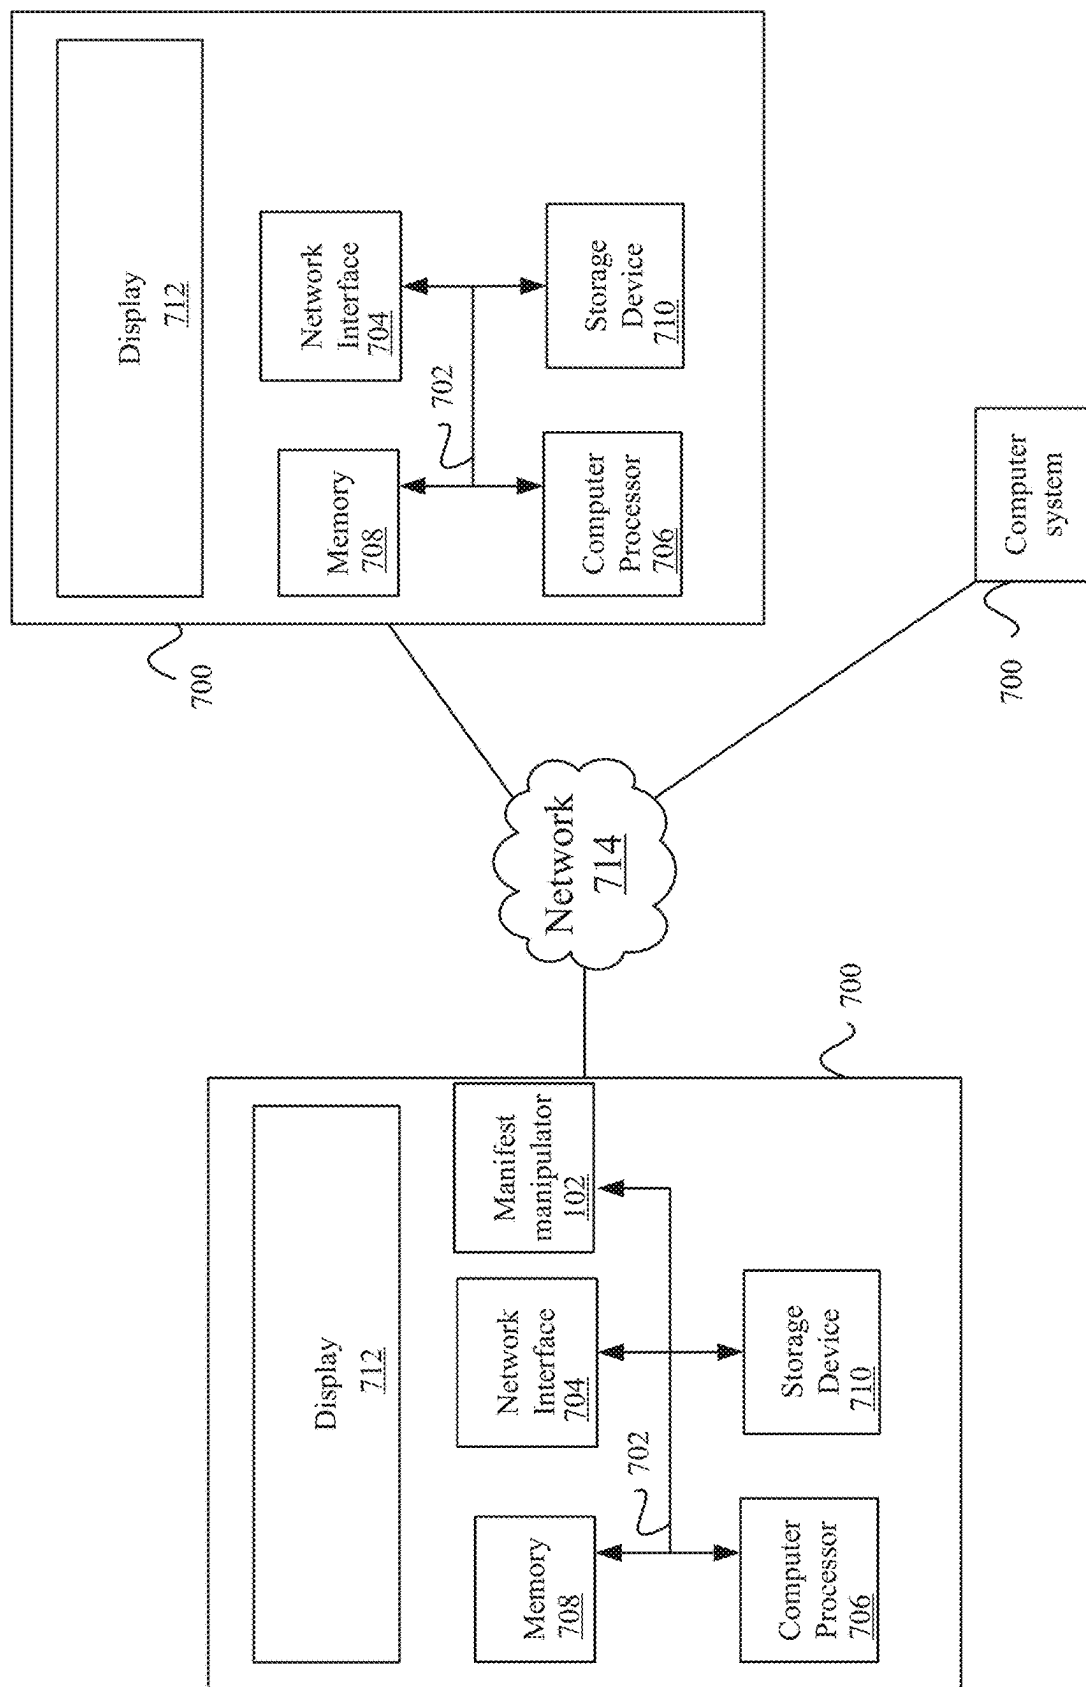 Display
712
Memory
708
Network
Interface
704
Manifest
manipulator
102
702
Computer
Processor
706
Storage
Device
710
700
Network
714
700
Display
712
Memory
708
Network
Interface
704
702
Computer
Processor
706
Storage
Device
710
700
Computer
system